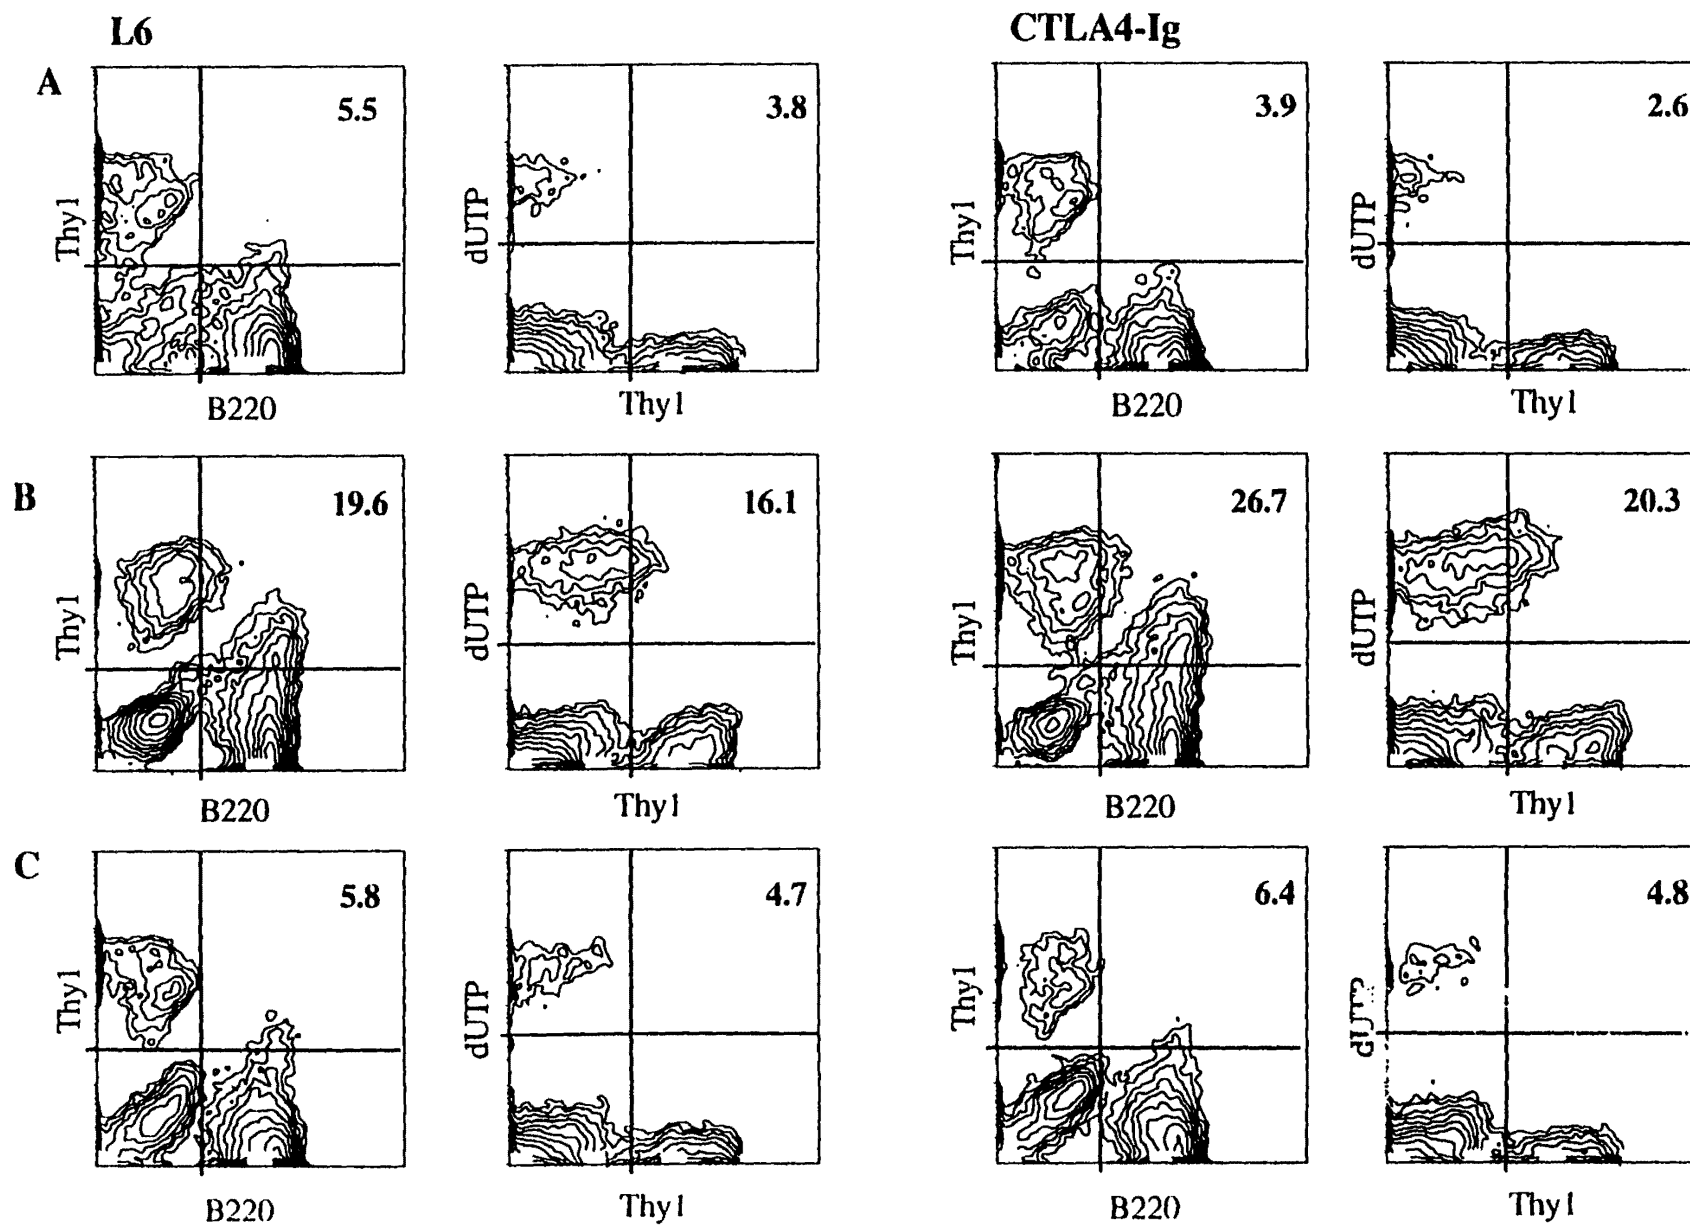 L6 CTLA4-Ig
A
5.5 3.8 3.9 2.6
Thy1 dUTP Thy1 dUTP
B220 Thy1 B220 Thy1
B
19.6 16.1 26.7 20.3
Thy1 dUTP Thy1 dUTP
B220 Thy1 B220 Thy1
C
5.8 4.7 6.4 4.8
Thy1 dUTP Thy1
B220 Thy1 B220 Thy1